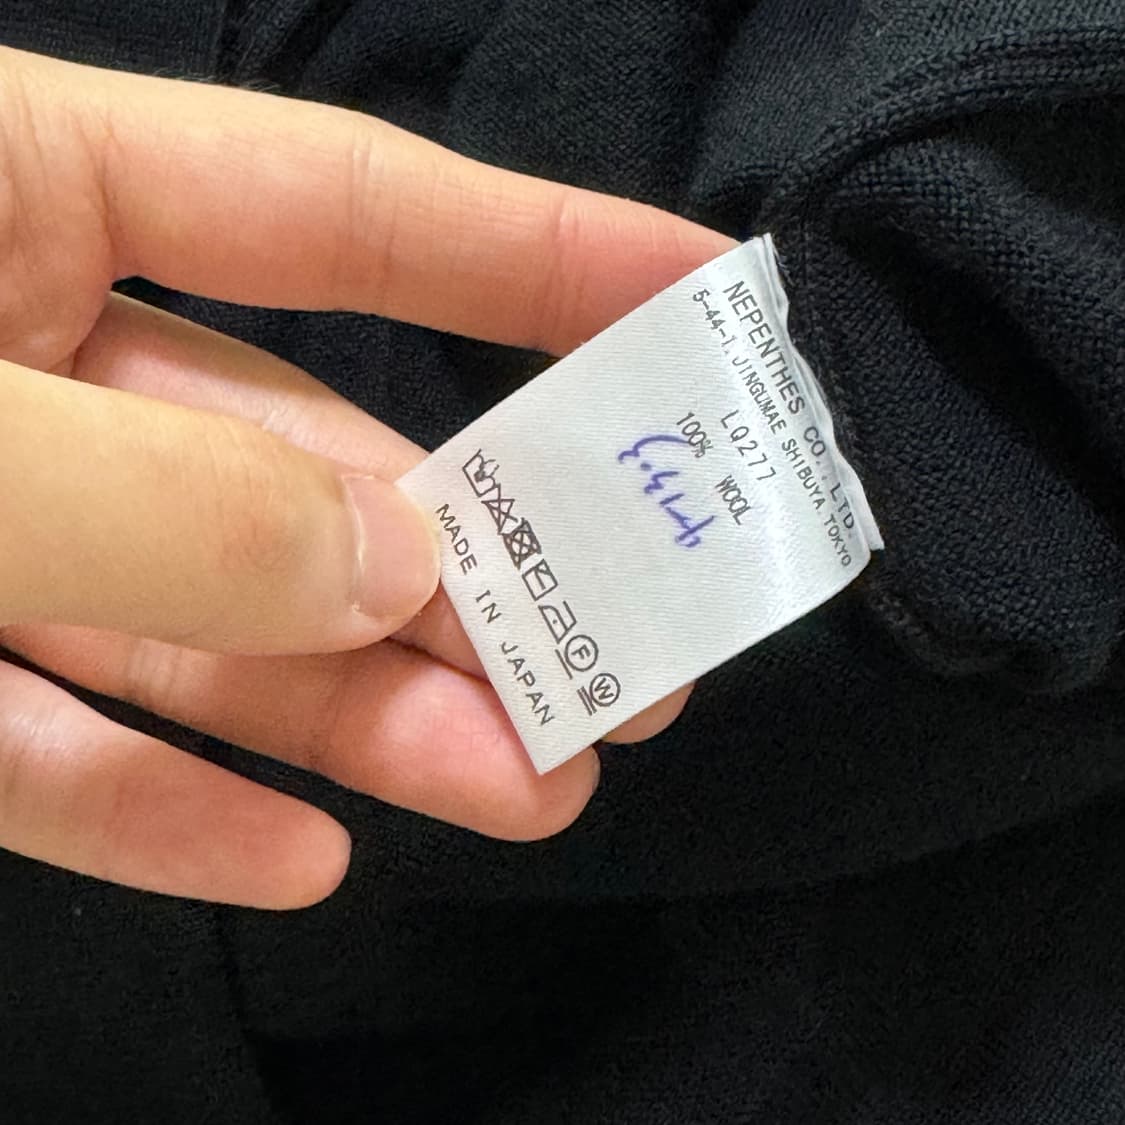 NEPENTHES CO., LTD.
5-44-1 JINGUMAE SHIBUYA TOKYO
LQ277
100% WOOL
F
W
MADE IN JAPAN